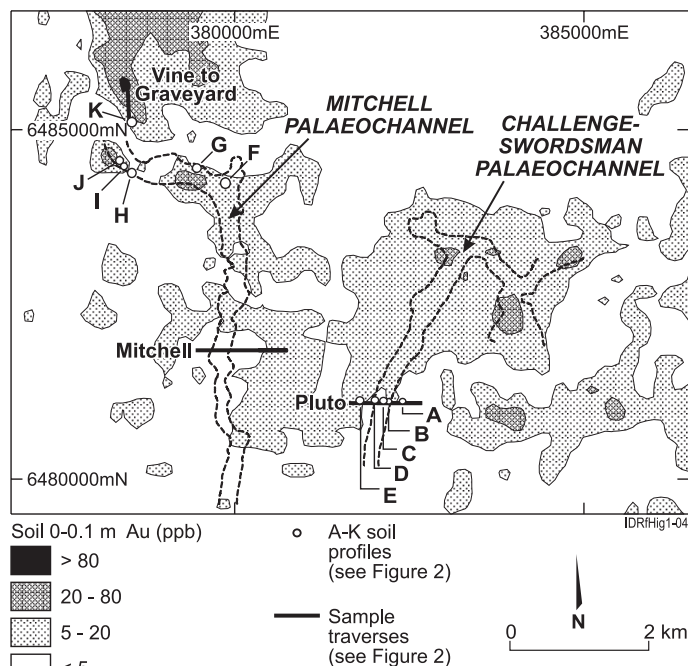 380000mE
385000mE
Vine to
Graveyard
K
MITCHELL
PALAEOCHANNEL
CHALLENGE-
SWORDSMAN
PALAEOCHANNEL
6485000mN
G
F
J
I
H
Mitchell
Pluto
A
B
C
D
E
6480000mN
IDRfHig1-04
Soil 0-0.1 m Au (ppb)
> 80
20 - 80
5 - 20
< 5
A-K soil
profiles
(see Figure 2)
Sample
traverses
(see Figure 2)
N
0
2 km